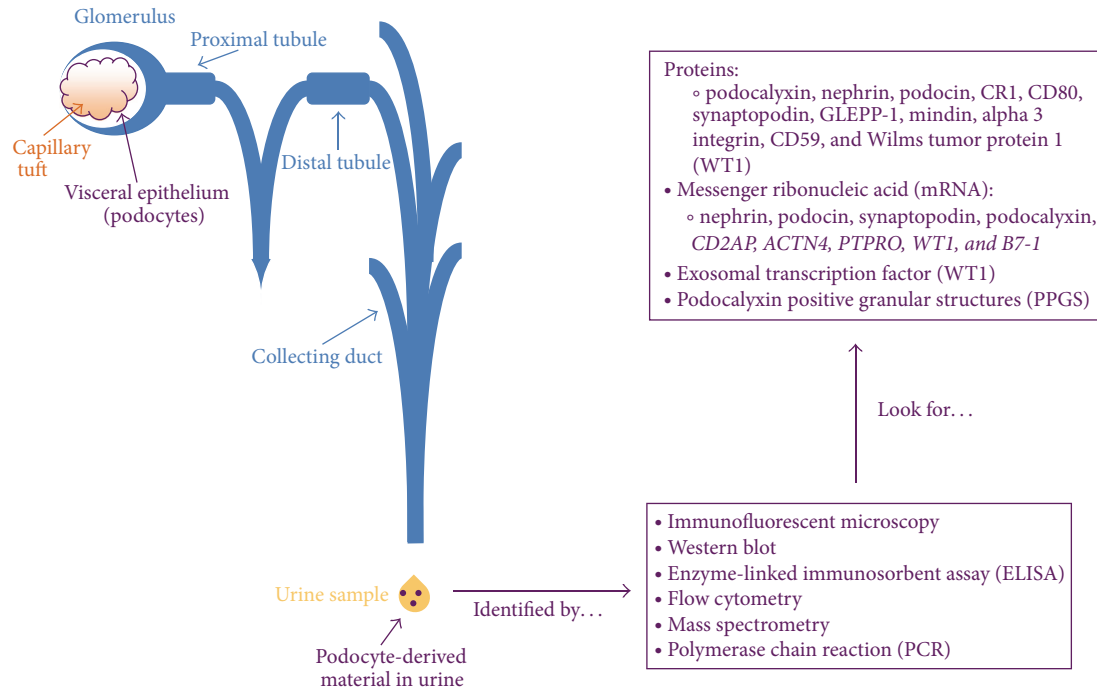 Glomerulus
Proximal tubule
Capillary
tuft
Visceral epithelium
(podocytes)
Distal tubule
Collecting duct
Urine sample
Podocyte-derived
material in urine
Identified by…
• Immunofluorescent microscopy
• Western blot
• Enzyme-linked immunosorbent assay (ELISA)
• Flow cytometry
• Mass spectrometry
• Polymerase chain reaction (PCR)
Look for…
Proteins:
∘ podocalyxin, nephrin, podocin, CR1, CD80,
synaptopodin, GLEPP-1, mindin, alpha 3
integrin, CD59, and Wilms tumor protein 1
(WT1)
• Messenger ribonucleic acid (mRNA):
∘ nephrin, podocin, synaptopodin, podocalyxin,
CD2AP, ACTN4, PTPRO, WT1, and B7-1
• Exosomal transcription factor (WT1)
• Podocalyxin positive granular structures (PPGS)